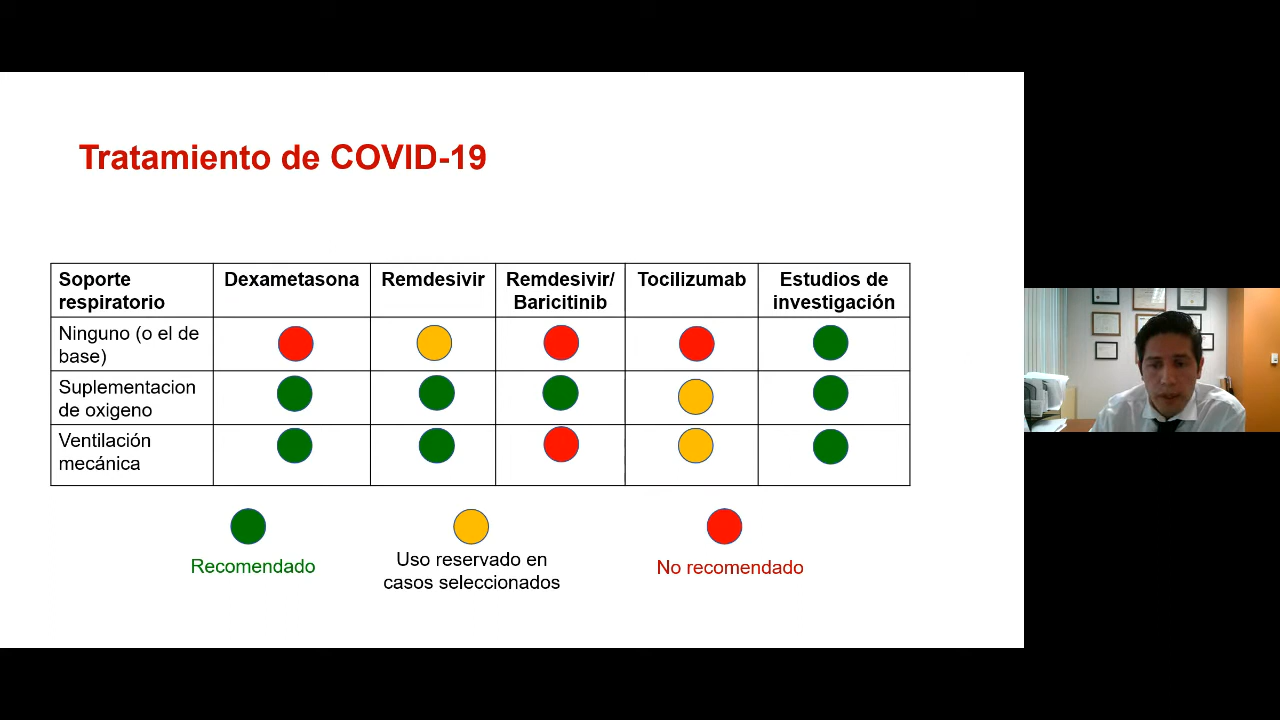 Tratamiento de COVID-19
Soporte respiratorio
Dexametasona
Remdesivir
Remdesivir/ Baricitinib
Tocilizumab
Estudios de investigación
Ninguno (o el de base)
Suplementacion de oxigeno
Ventilación mecánica
Recomendado
Uso reservado en
casos seleccionados
No recomendado